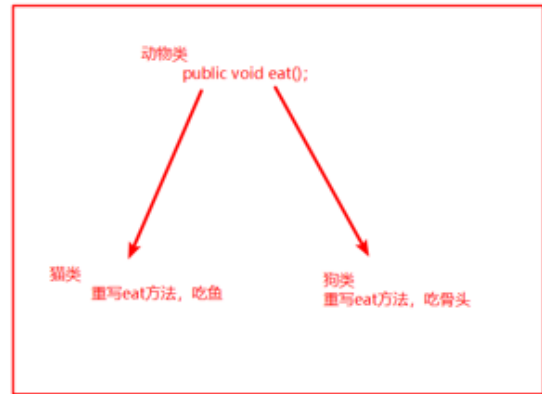 动物类
public void eat();
猫类
重写eat方法，吃鱼
狗类
重写eat方法，吃骨头